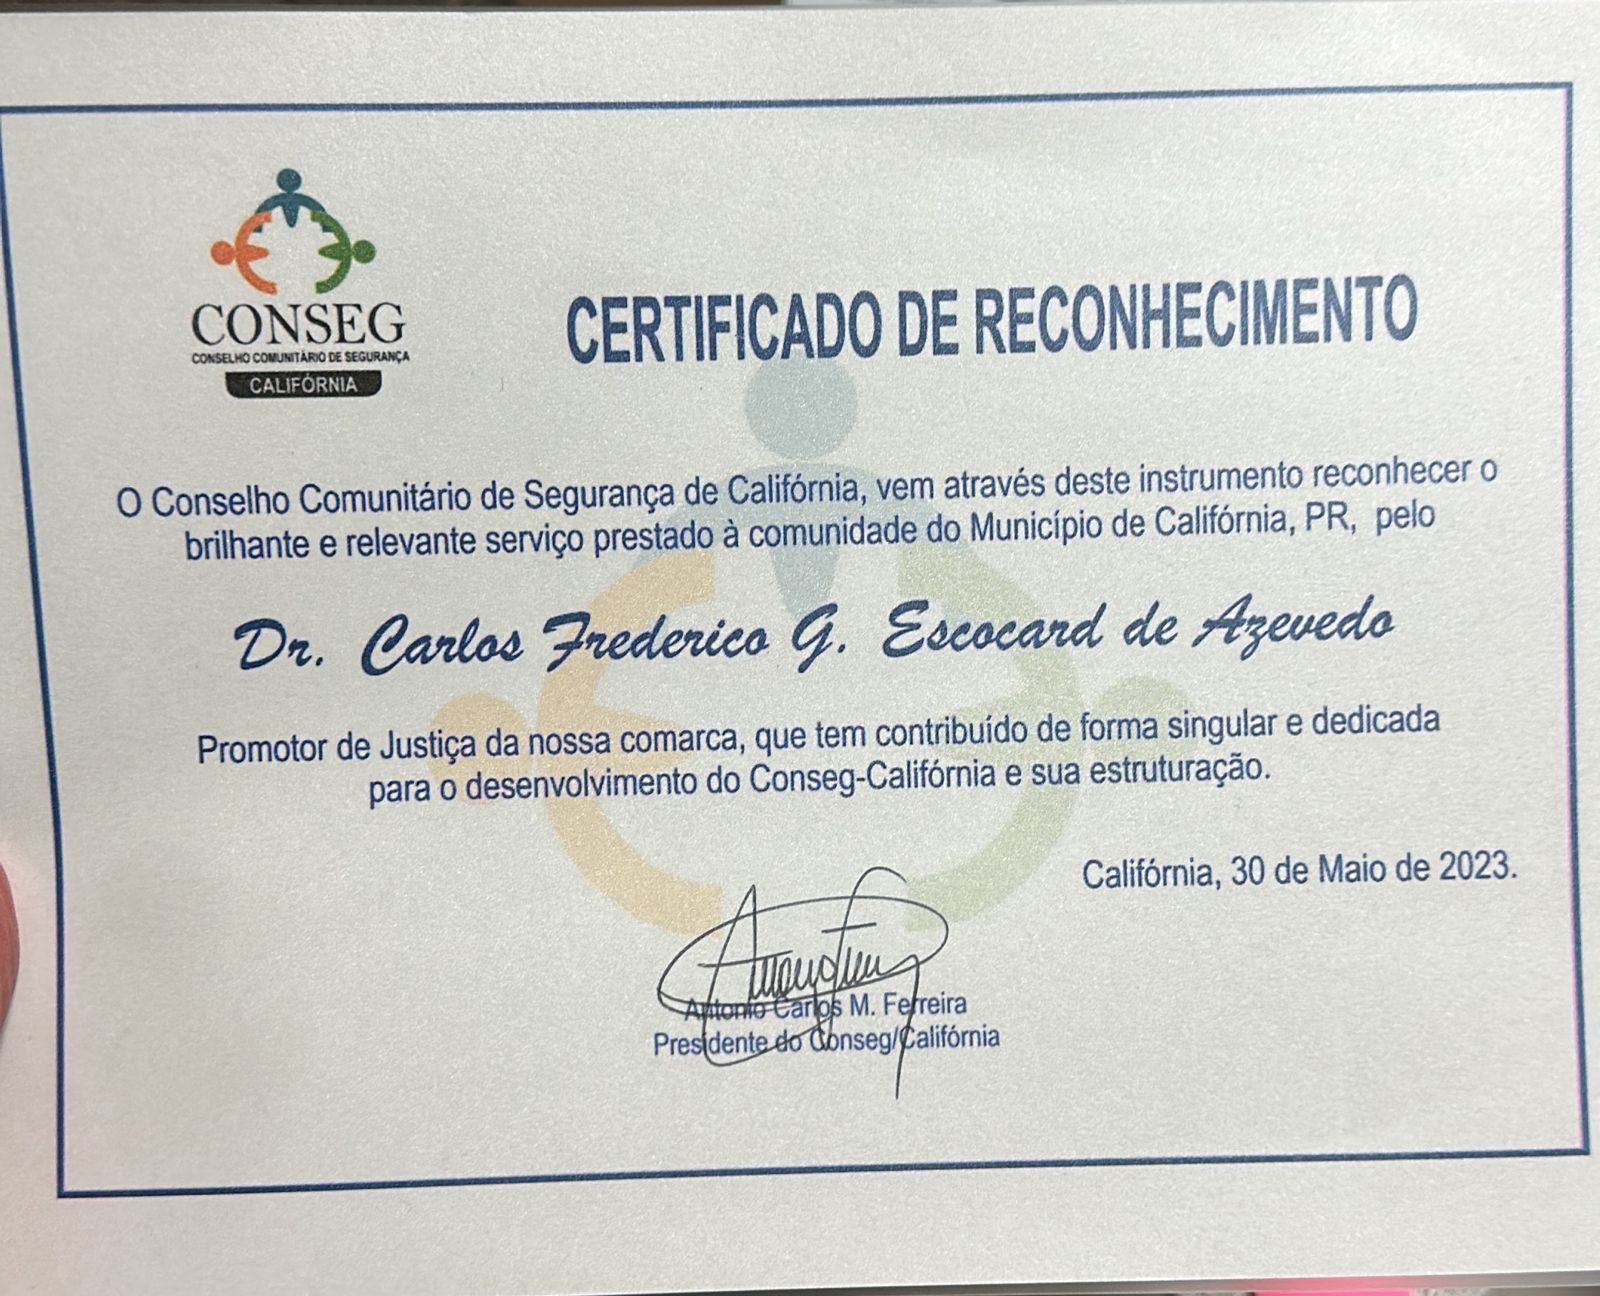 CONSEG
CONSELHO COMUNITÁRIO DE SEGURANÇA
CALIFÓRNIA
CERTIFICADO DE RECONHECIMENTO
O Conselho Comunitário de Segurança de Califórnia, vem através deste instrumento reconhecer o
brilhante e relevante serviço prestado à comunidade do Município de Califórnia, PR, pelo
Dr. Carlos Frederico G. Escocard de Azevedo
Promotor de Justiça da nossa comarca, que tem contribuído de forma singular e dedicada
para o desenvolvimento do Conseg-Califórnia e sua estruturação.
Califórnia, 30 de Maio de 2023.
Antonio Carlos M. Ferreira
Presidente do Conseg/Califórnia